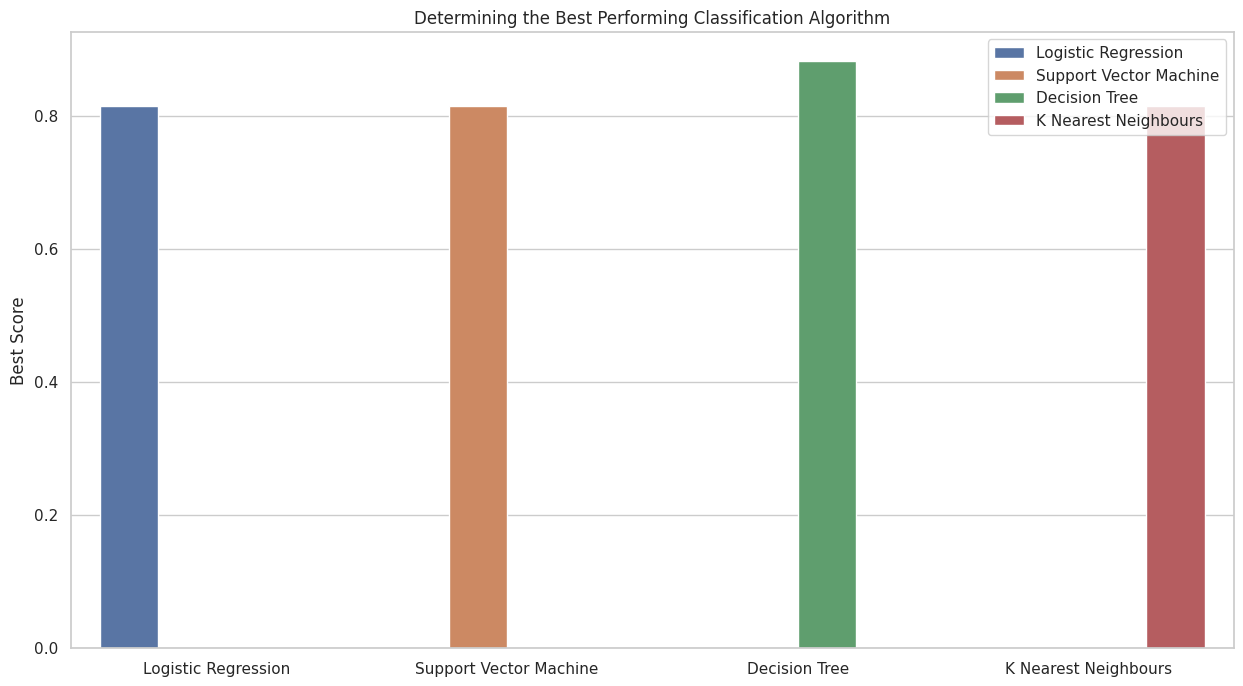 Determining the Best Performing Classification Algorithm
Logistic Regression
Support Vector Machine
Decision Tree
K Nearest Neighbours
Best Score
0.8
0.6
0.4
0.2
0.0
Logistic Regression
Support Vector Machine
Decision Tree
K Nearest Neighbours